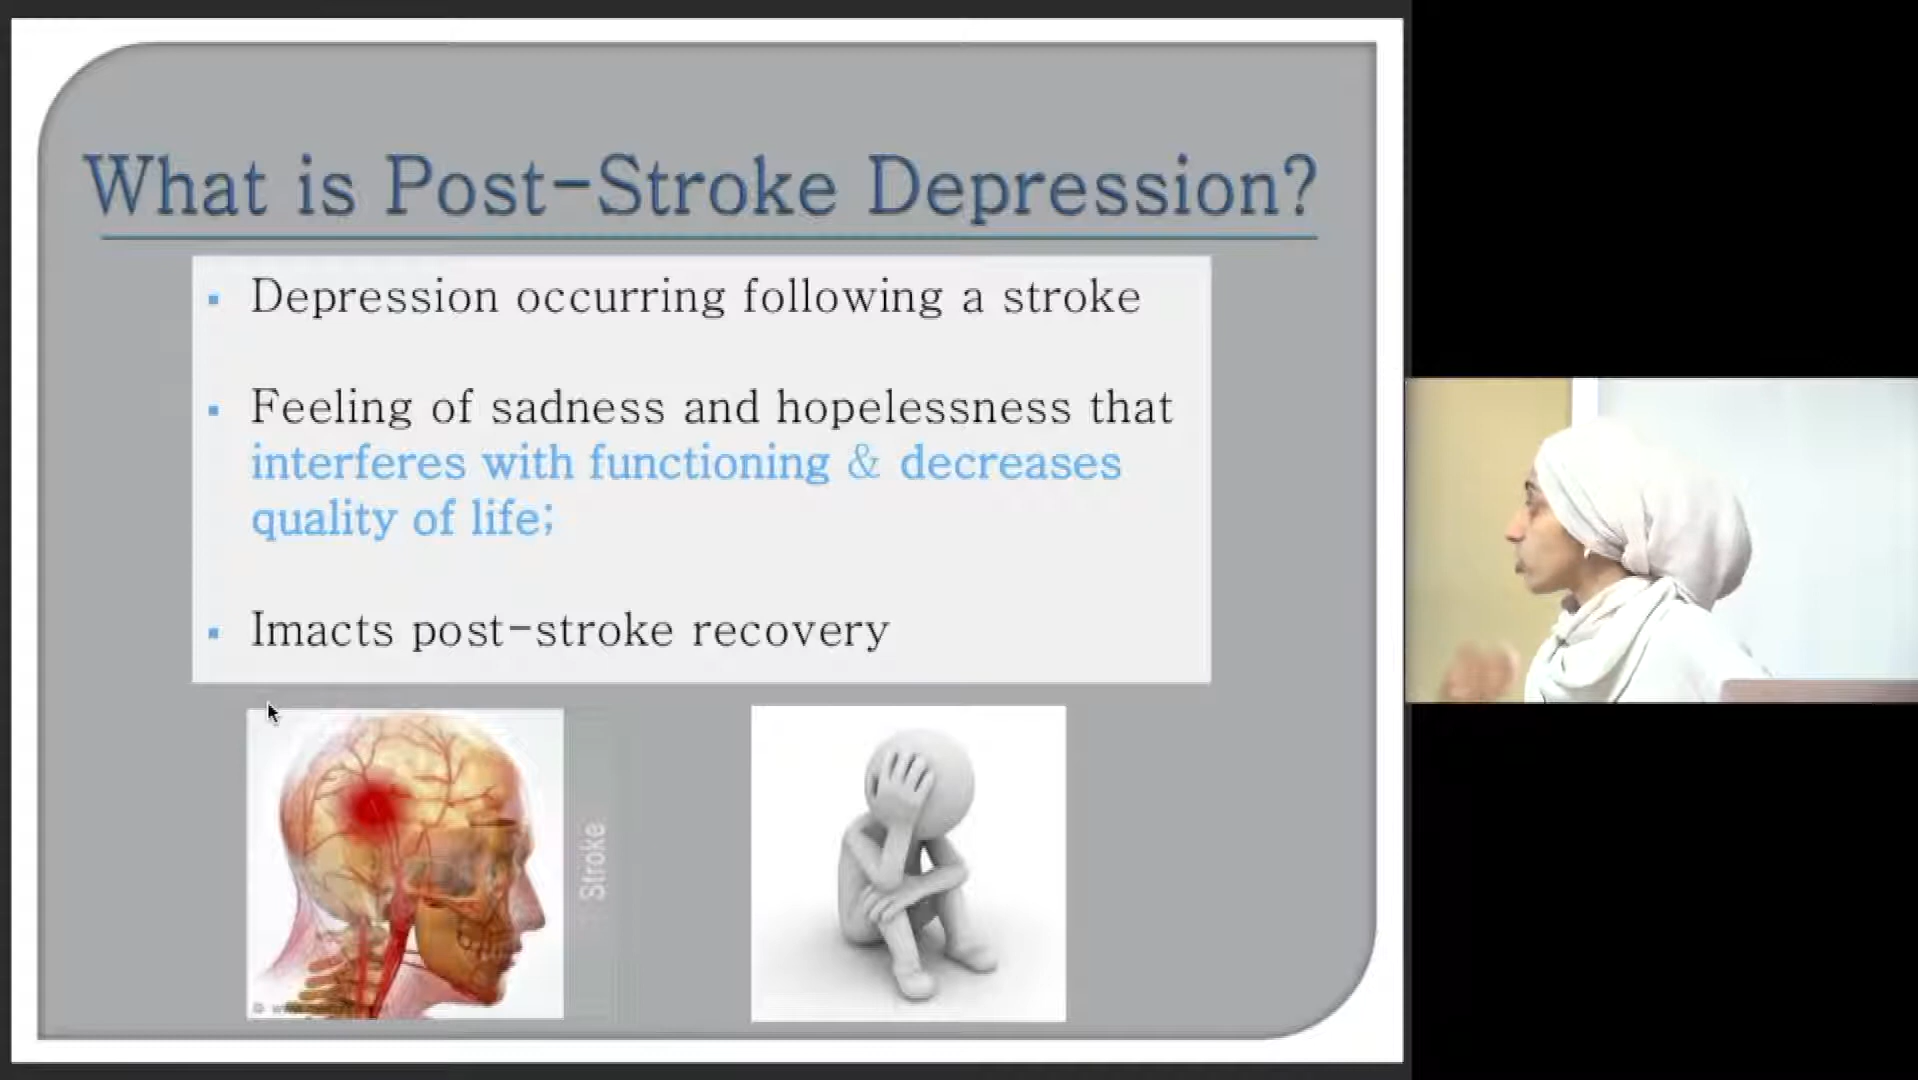 What is Post-Stroke Depression?
Depression occurring following a stroke
Feeling of sadness and hopelessness that
interferes with functioning & decreases
quality of life;
Imacts post-stroke recovery
Stroke